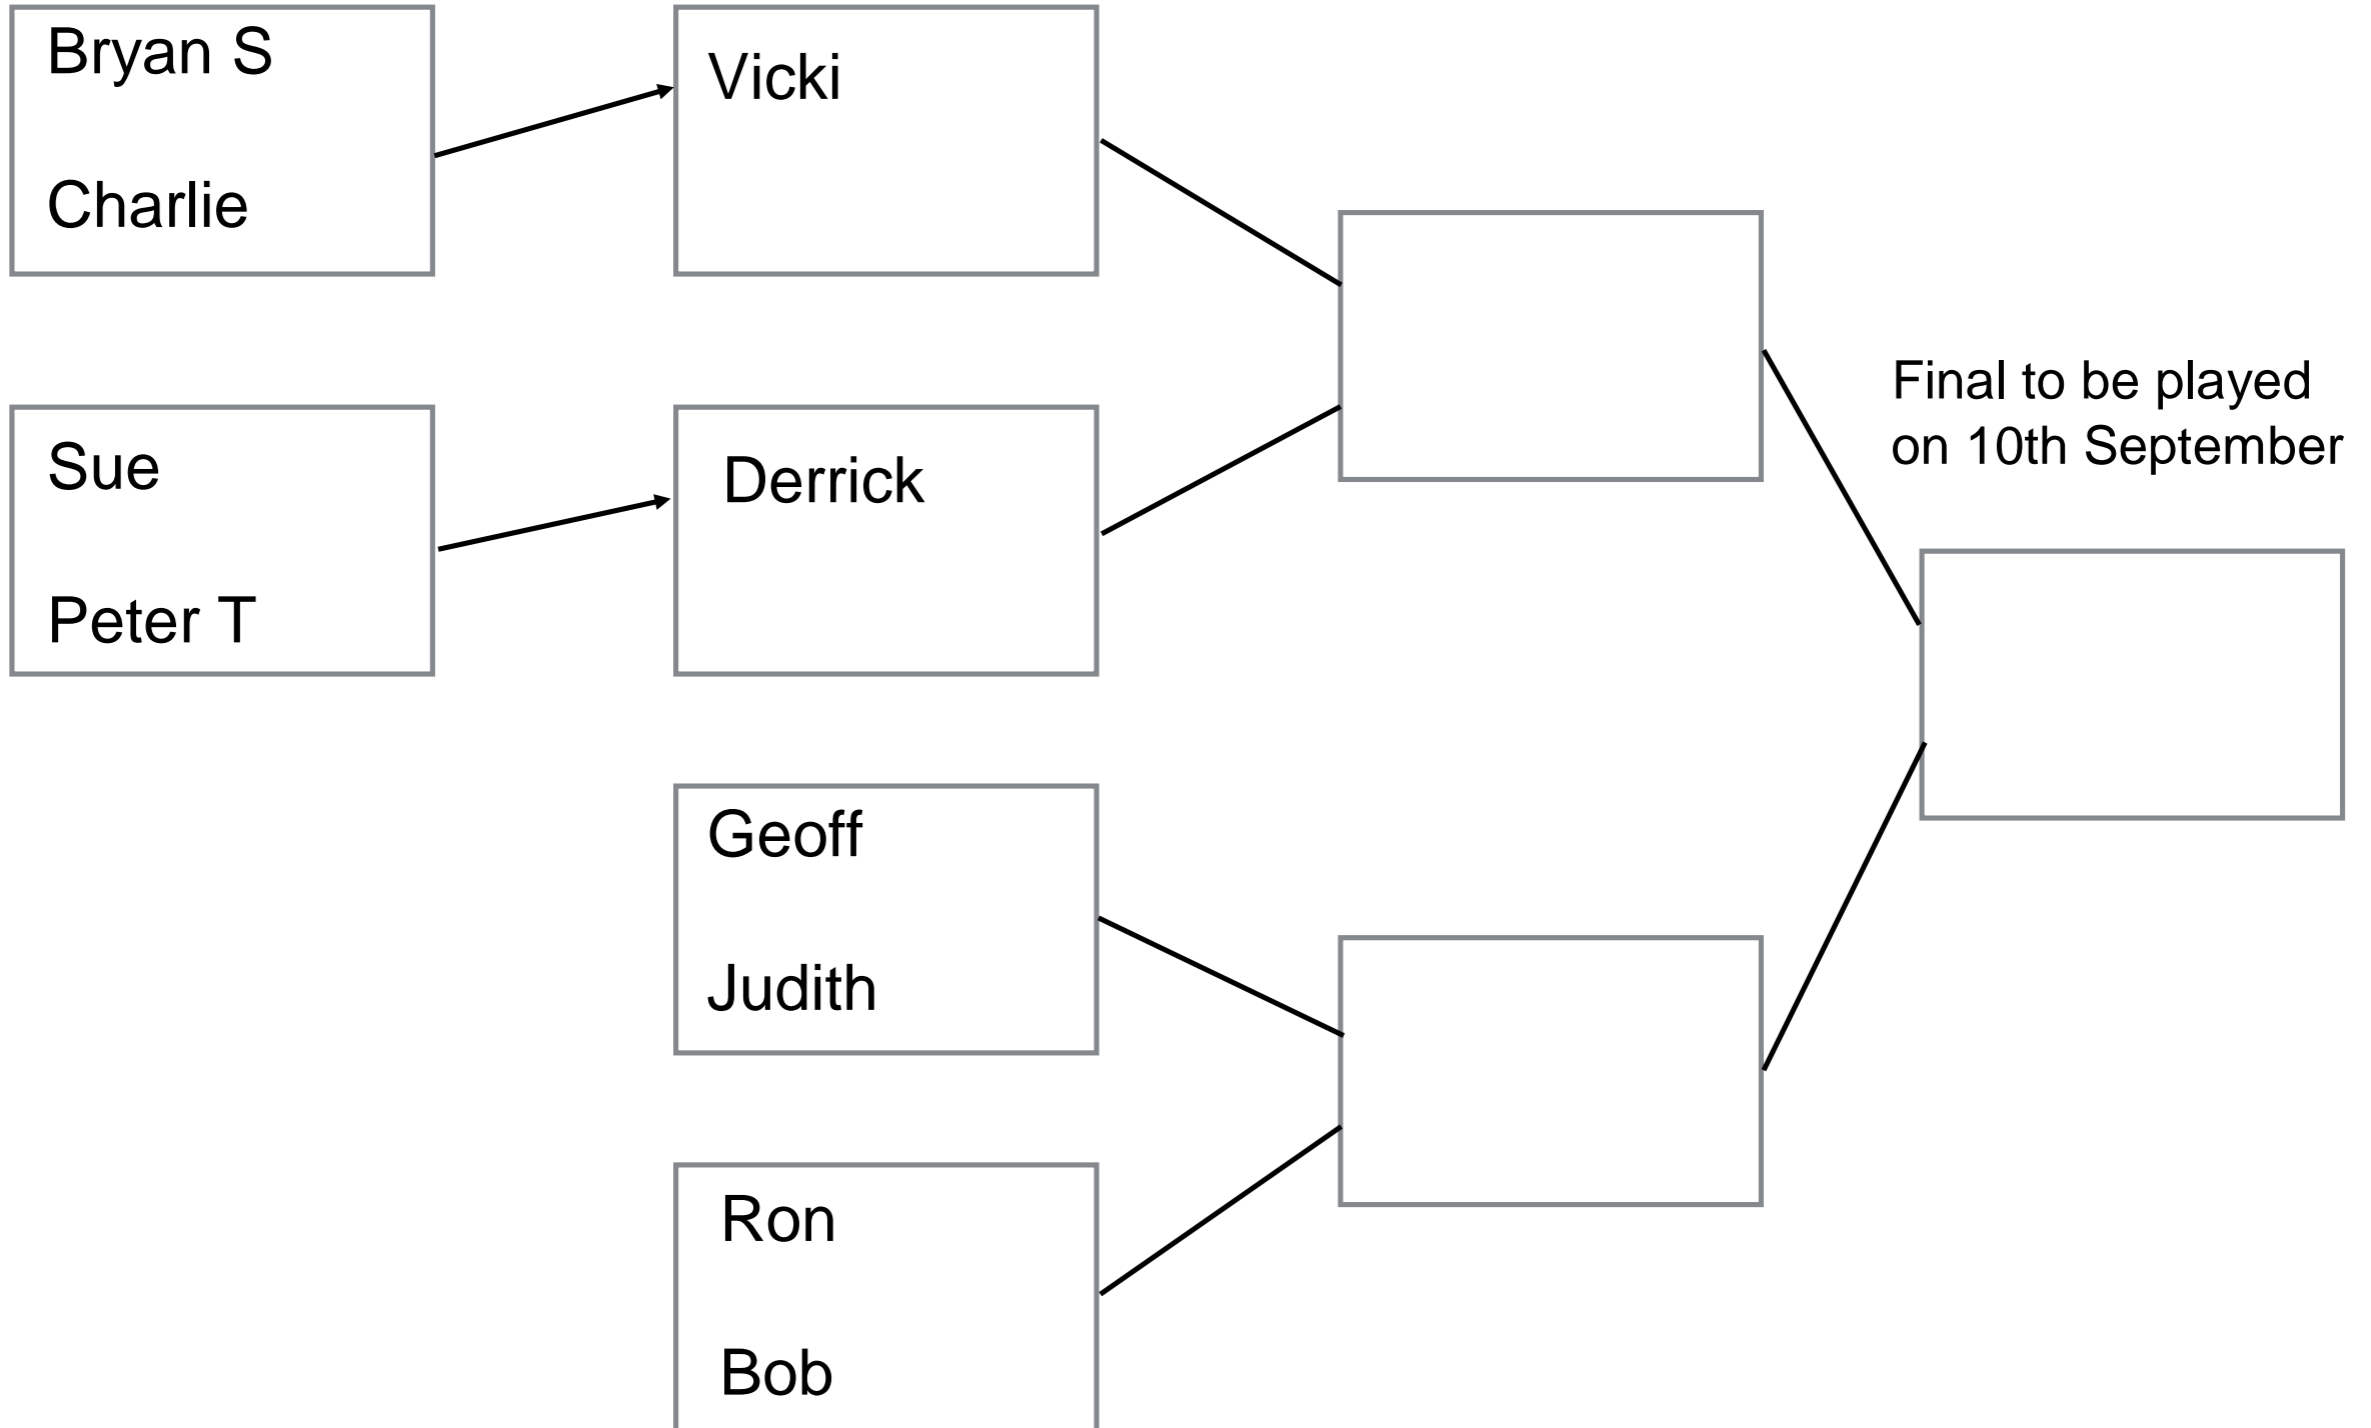 Bryan S
Charlie
Vicki
Sue
Peter T
Derrick
Geoff
Judith
Ron
Bob
Final to be played
on 10th September